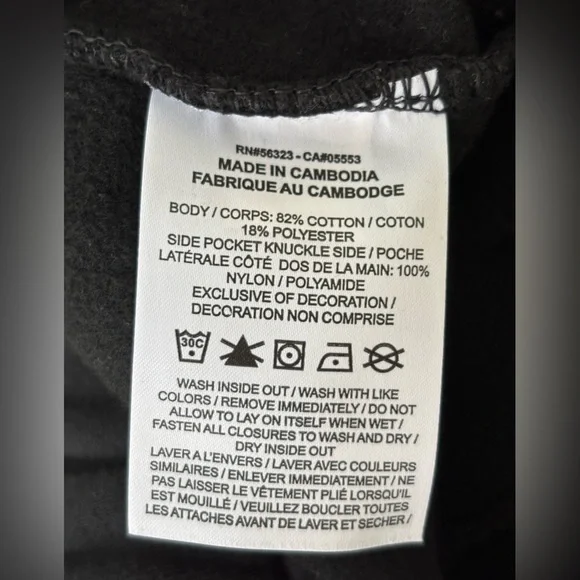 RN#56323 - CA#05553
MADE IN CAMBODIA
FABRIQUE AU CAMBODGE
BODY / CORPS: 82% COTTON / COTON
18% POLYESTER
SIDE POCKET KNUCKLE SIDE / POCHE
LATÉRALE CÔTÉ DOS DE LA MAIN: 100%
NYLON / POLYAMIDE
EXCLUSIVE OF DECORATION /
DECORATION NON COMPRISE
30C
WASH INSIDE OUT / WASH WITH LIKE
COLORS / REMOVE IMMEDIATELY / DO NOT
ALLOW TO LAY ON ITSELF WHEN WET /
FASTEN ALL CLOSURES TO WASH AND DRY /
DRY INSIDE OUT
LAVER A L'ENVERS / LAVER AVEC COULEURS
SIMILAIRES / ENLEVER IMMEDIATEMENT / NE
PAS LAISSER LE VÊTEMENT PLIÉ LORSQU'IL
EST MOUILLÉ / VEUILLEZ BOUCLER TOUTES
LES ATTACHES AVANT DE LAVER ET SECHER /